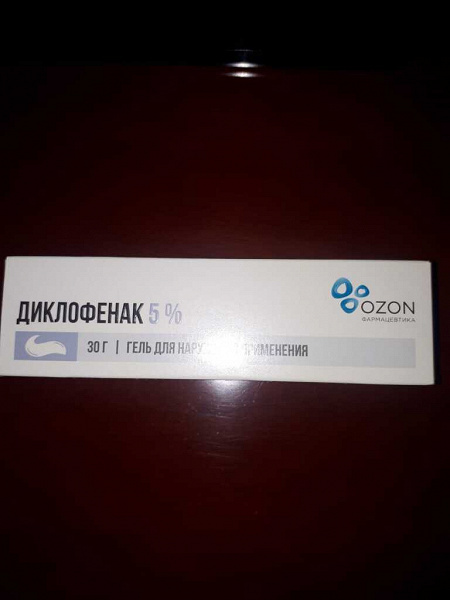 ДИКЛОФЕНАК 5 %
30 Г | ГЕЛЬ ДЛЯ ПРИМЕНЕНИЯ
OZON
ФАРМАЦЕВТИКА